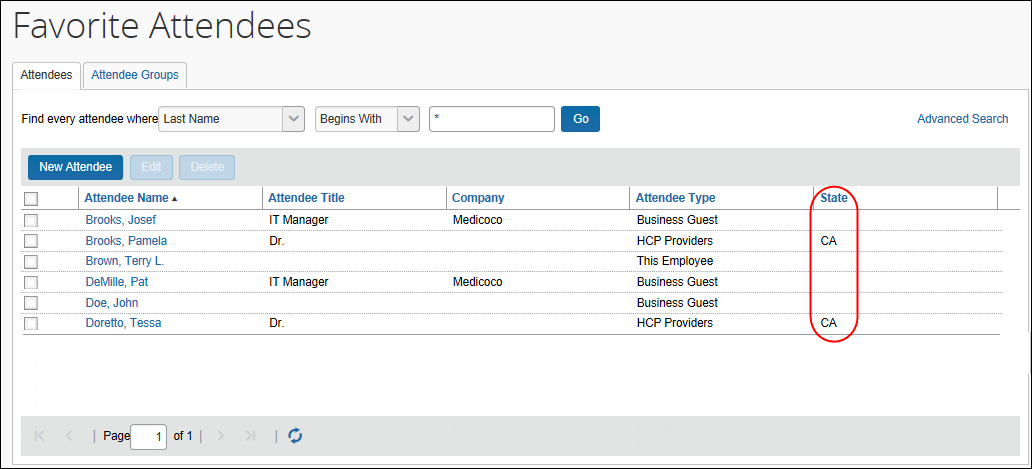 Favorite Attendees
Attendees Attendee Groups
Find every attendee where Last Name Begins With * Go Advanced Search
New Attendee Edit Delete
Attendee Name ▲ Attendee Title Company Attendee Type State
Brooks, Josef IT Manager Medicoco Business Guest
Brooks, Pamela Dr. HCP Providers CA
Brown, Terry L. This Employee
DeMille, Pat IT Manager Medicoco Business Guest
Doe, John Business Guest
Doretto, Tessa Dr. HCP Providers CA
| Page 1 of 1 | |